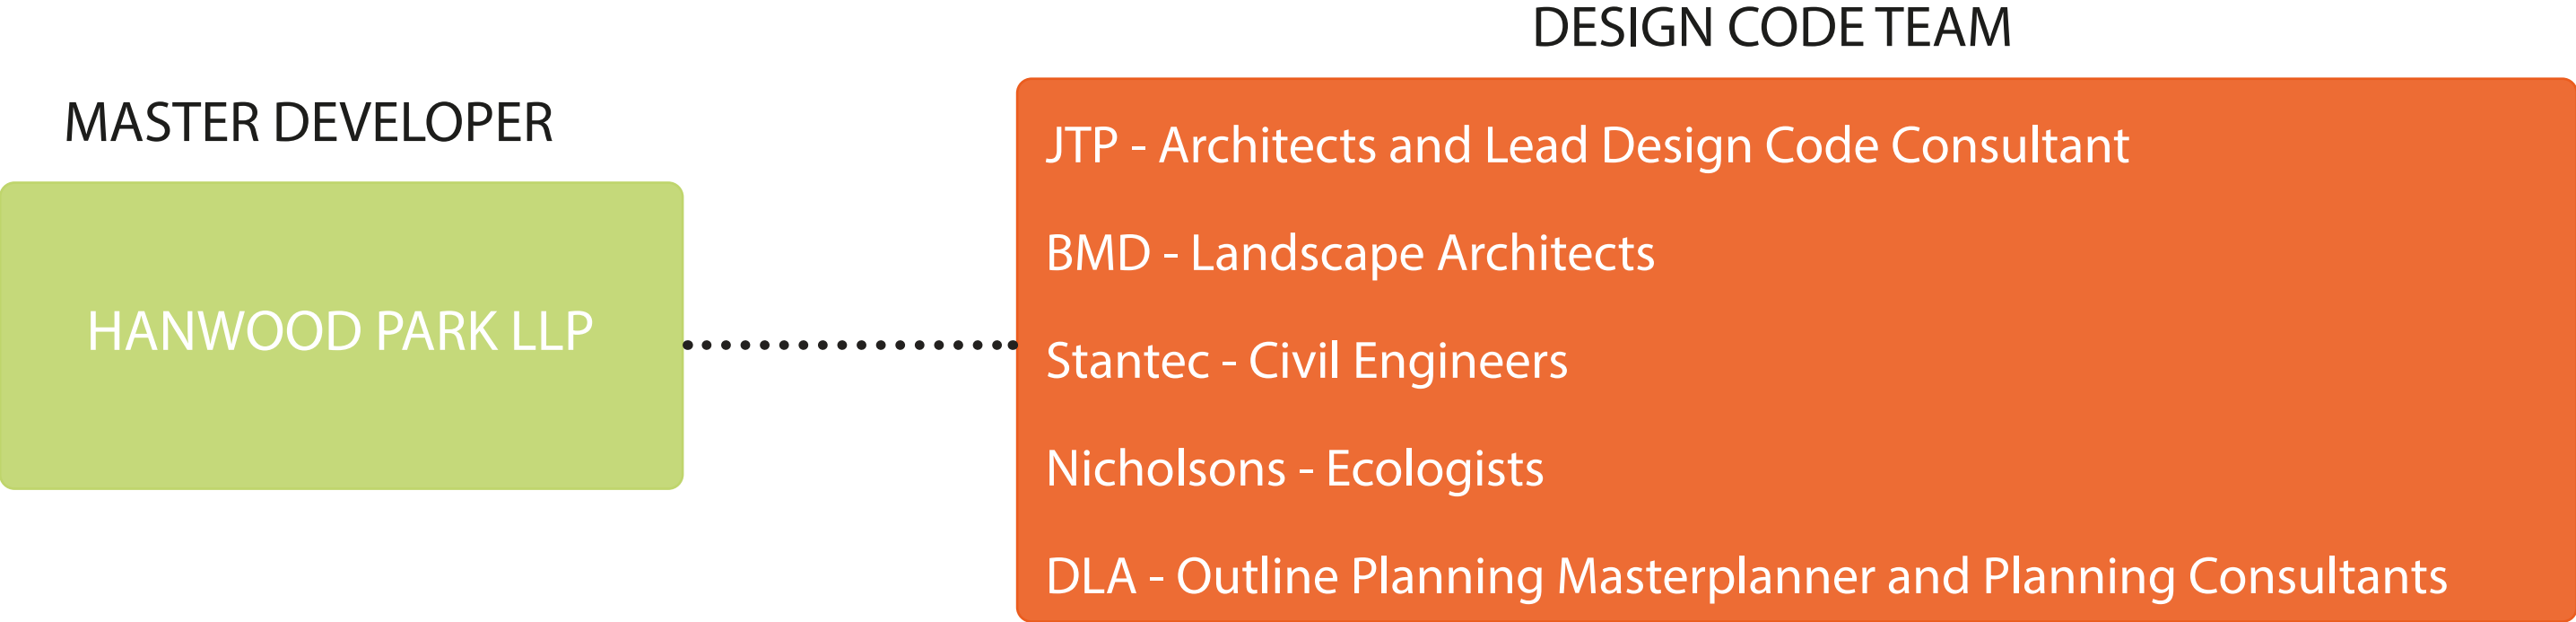 MASTER DEVELOPER
HANWOOD PARK LLP
DESIGN CODE TEAM
JTP - Architects and Lead Design Code Consultant
BMD - Landscape Architects
Stantec - Civil Engineers
Nicholsons - Ecologists
DLA - Outline Planning Masterplanner and Planning Consultants